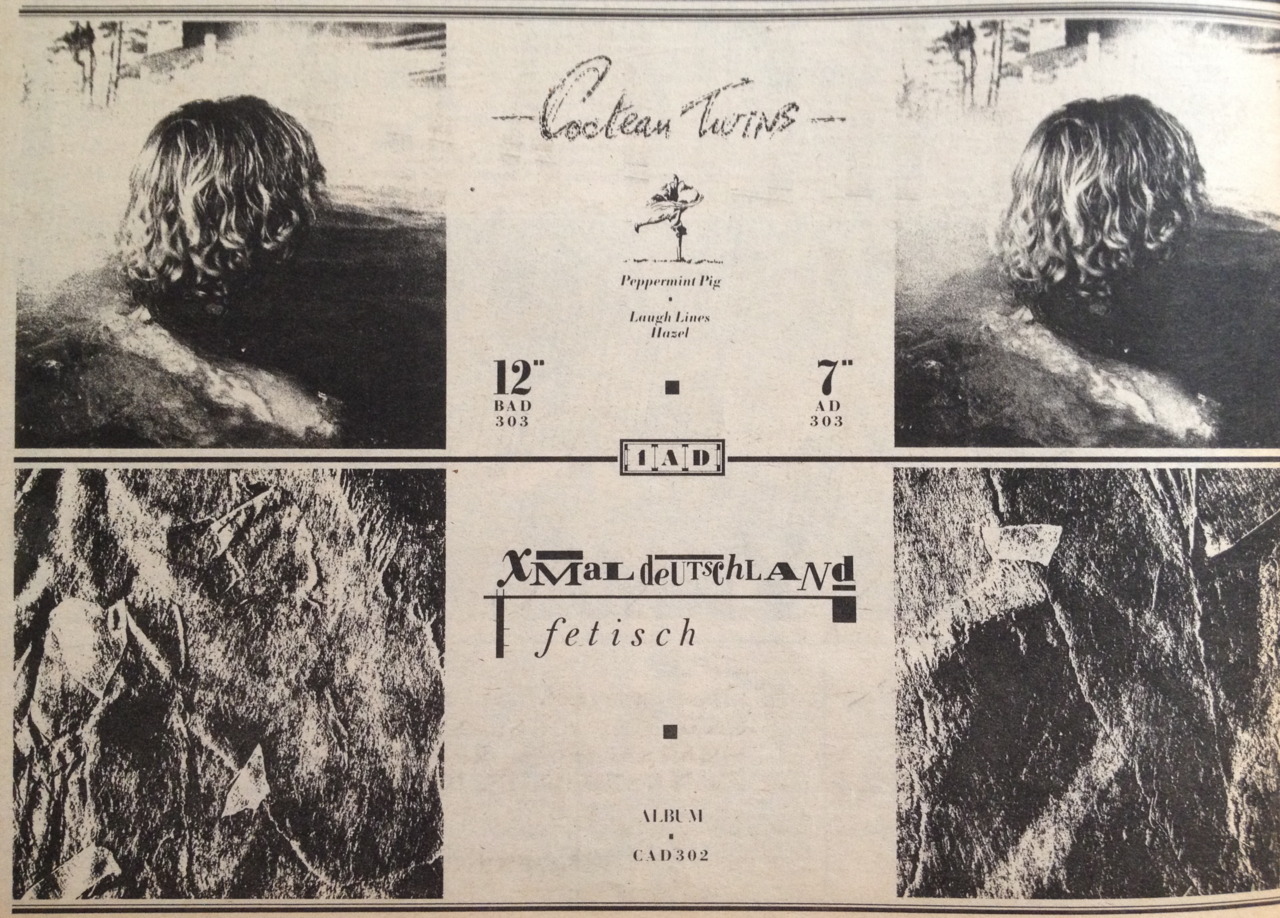 Cocteau Twins
Peppermint Pig
Laugh Lines
Hazel
12"
BAD
303
7"
AD
303
4AD
xMaL deUTSchLANd
fetisch
ALBUM
CAD302